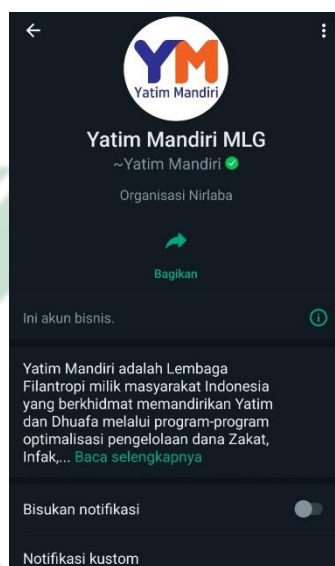 YM
Yatim Mandiri
Yatim Mandiri MLG
~Yatim Mandiri
Organisasi Nirlaba
Bagikan
Ini akun bisnis.
Yatim Mandiri adalah Lembaga
Filantropi milik masyarakat Indonesia
yang berkhidmat memandirikan Yatim
dan Dhuafa melalui program-program
optimalisasi pengelolaan dana Zakat,
Infak,... Baca selengkapnya
Bisukan notifikasi
Notifikasi kustom